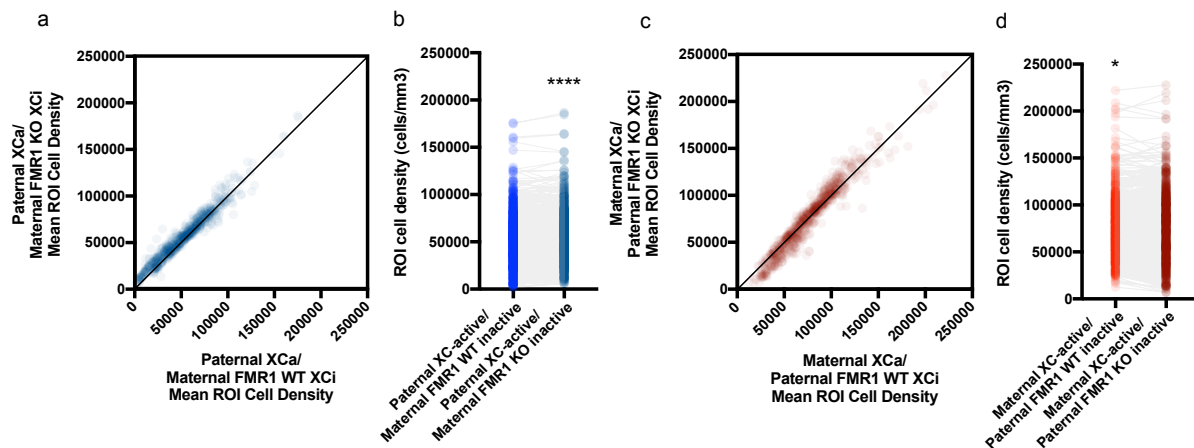 a
Paternal XCa/
Maternal FMR1 KO XCi
Mean ROI Cell Density
250000
200000
150000
100000
50000
0
0
50000
100000
150000
200000
250000
Paternal XCa/
Maternal FMR1 WT XCi
Mean ROI Cell Density
b
ROI cell density (cells/mm3)
250000
200000
150000
100000
50000
0
****
Paternal XC-active/
Maternal FMR1 WT inactive
Paternal XC-active/
Maternal FMR1 KO inactive
c
Maternal XCa/
Paternal FMR1 KO XCi
Mean ROI Cell Density
250000
200000
150000
100000
50000
0
0
50000
100000
150000
200000
250000
Maternal XCa/
Paternal FMR1 WT XCi
Mean ROI Cell Density
d
ROI cell density (cells/mm3)
250000
200000
150000
100000
50000
0
*
Maternal XC-active/
Paternal FMR1 WT inactive
Maternal XC-active/
Paternal FMR1 KO inactive